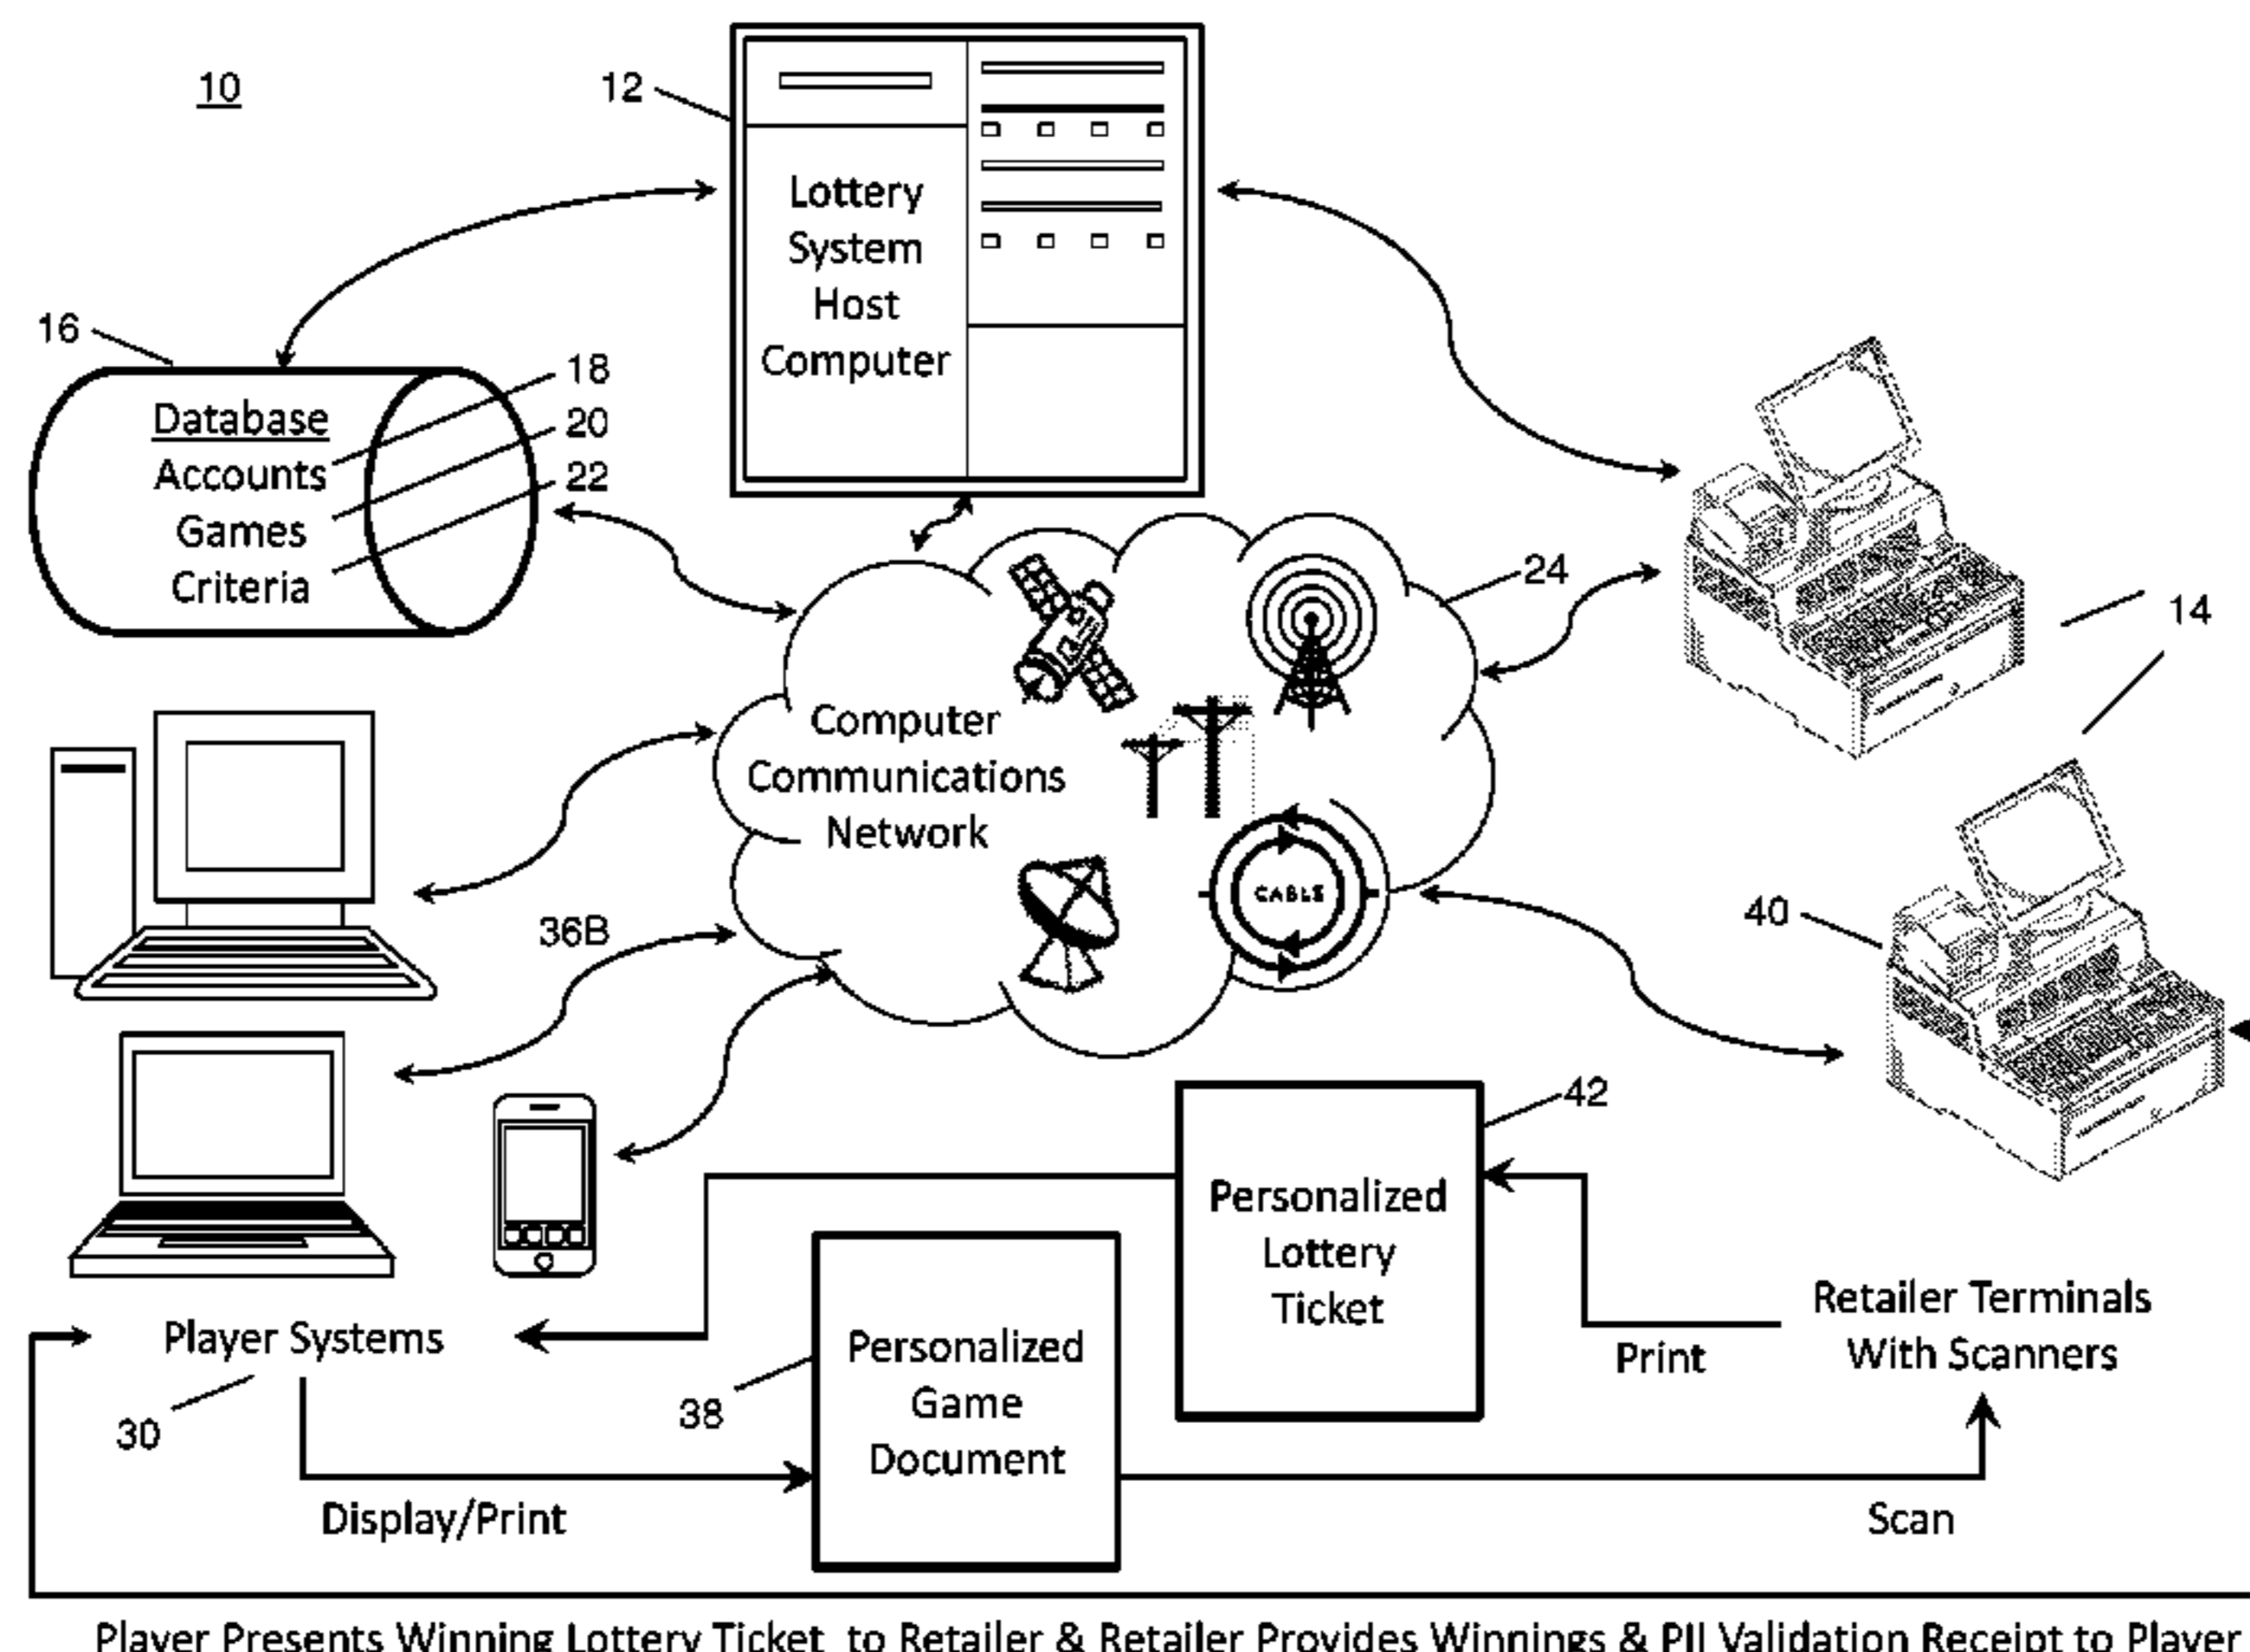 10
12
Lottery
System
Host
Computer
16
18
20
22
Database
Accounts
Games
Criteria
24
14
Computer
Communications
Network
CABLE
36B
40
42
Personalized
Lottery
Ticket
Retailer Terminals
With Scanners
Print
Player Systems
30
38
Personalized
Game
Document
Display/Print
Scan
Player Presents Winning Lottery Ticket to Retailer & Retailer Provides Winnings & PII Validation Receipt to Player